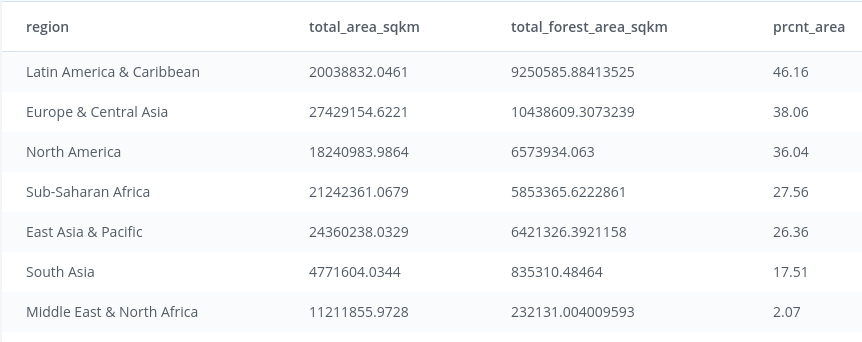 region total_area_sqkm total_forest_area_sqkm prcnt_area
Latin America & Caribbean 20038832.0461 9250585.88413525 46.16
Europe & Central Asia 27429154.6221 10438609.3073239 38.06
North America 18240983.9864 6573934.063 36.04
Sub-Saharan Africa 21242361.0679 5853365.6222861 27.56
East Asia & Pacific 24360238.0329 6421326.3921158 26.36
South Asia 4771604.0344 835310.48464 17.51
Middle East & North Africa 11211855.9728 232131.004009593 2.07